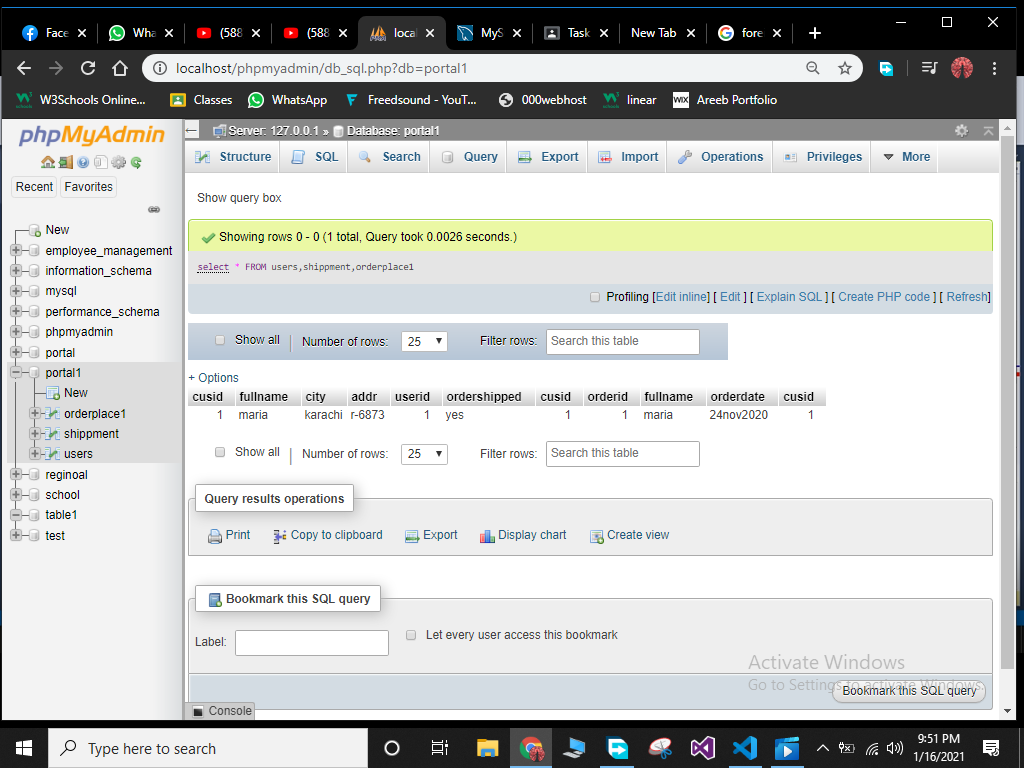 Face
Wha
(588
(588
local
MyS
Task
New Tab
fore
localhost/phpmyadmin/db_sql.php?db=portal1
W3Schools Online...
Classes
WhatsApp
Freedsound - YouT...
000webhost
linear
WIX
Areeb Portfolio
phpMyAdmin
Recent
Favorites
New
employee_management
information_schema
mysql
performance_schema
phpmyadmin
portal
portal1
New
orderplace1
shippment
users
reginoal
school
table1
test
Server: 127.0.0.1 » Database: portal1
Structure
SQL
Search
Query
Export
Import
Operations
Privileges
More
Show query box
Showing rows 0 - 0 (1 total, Query took 0.0026 seconds.)
select * FROM users,shippment,orderplace1
Profiling [Edit inline] [ Edit ] [ Explain SQL ] [ Create PHP code ] [ Refresh]
Show all | Number of rows: 25 Filter rows: Search this table
+ Options
cusid fullname city addr userid ordershipped cusid orderid fullname orderdate cusid
1 maria karachi r-6873 1 yes 1 1 maria 24nov2020 1
Show all | Number of rows: 25 Filter rows: Search this table
Query results operations
Print Copy to clipboard Export Display chart Create view
Bookmark this SQL query
Label: Let every user access this bookmark
Activate Windows
Go to Settings to activate Windows.
Bookmark this SQL query
Console
Type here to search
9:51 PM
1/16/2021